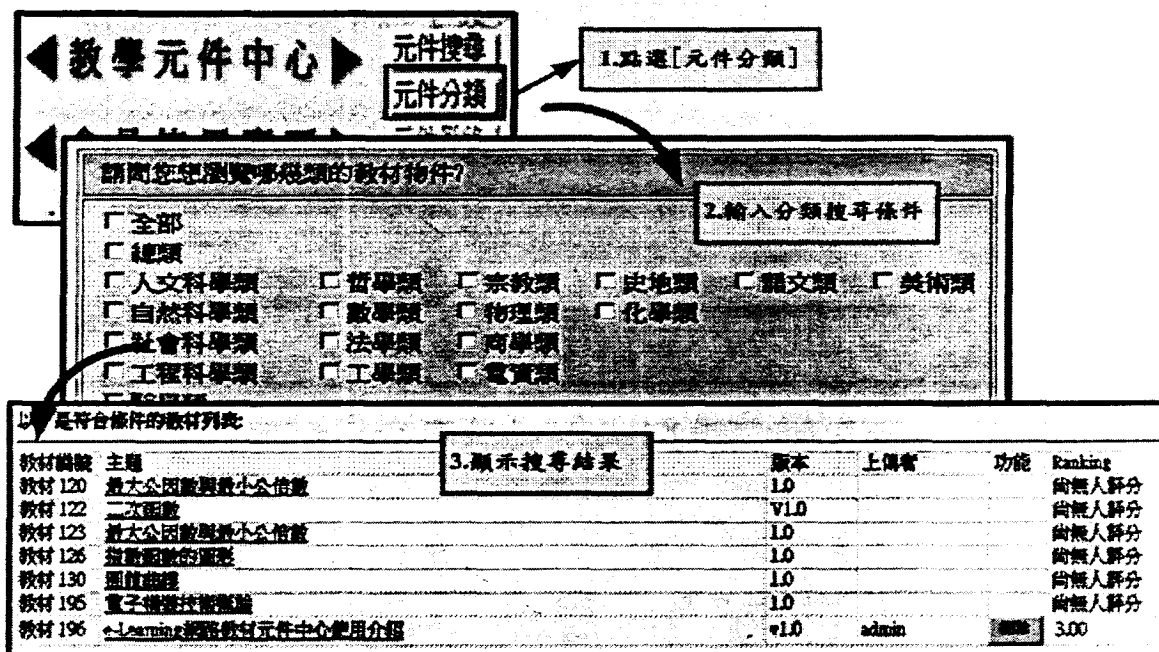 ◀教學元件中心▶
元件搜尋
元件分類
1.點選[元件分類]
請問您想瀏覽哪幾類的教材物件?
2.輸入分類搜尋條件
全部
總類
人文科學類 哲學類 宗教類 史地類 語文類 美術類
自然科學類 數學類 物理類 化學類
社會科學類 法學類 商學類
工程科學類 工學類 電資類
以 是符合條件的教材列表:
3.顯示搜尋結果
教材編號 主題 版本 上傳者 功能 Ranking
教材 120 最大公因數與最小公倍數 1.0 尚無人評分
教材 122 二次函數 V1.0 尚無人評分
教材 123 最大公因數與最小公倍數 1.0 尚無人評分
教材 126 指數函數的圖形 1.0 尚無人評分
教材 130 圓錐曲線 1.0 尚無人評分
教材 195 電子 1.0 尚無人評分
教材 196 e-Learning網路教材元件中心使用介紹 v1.0 admin 3.00